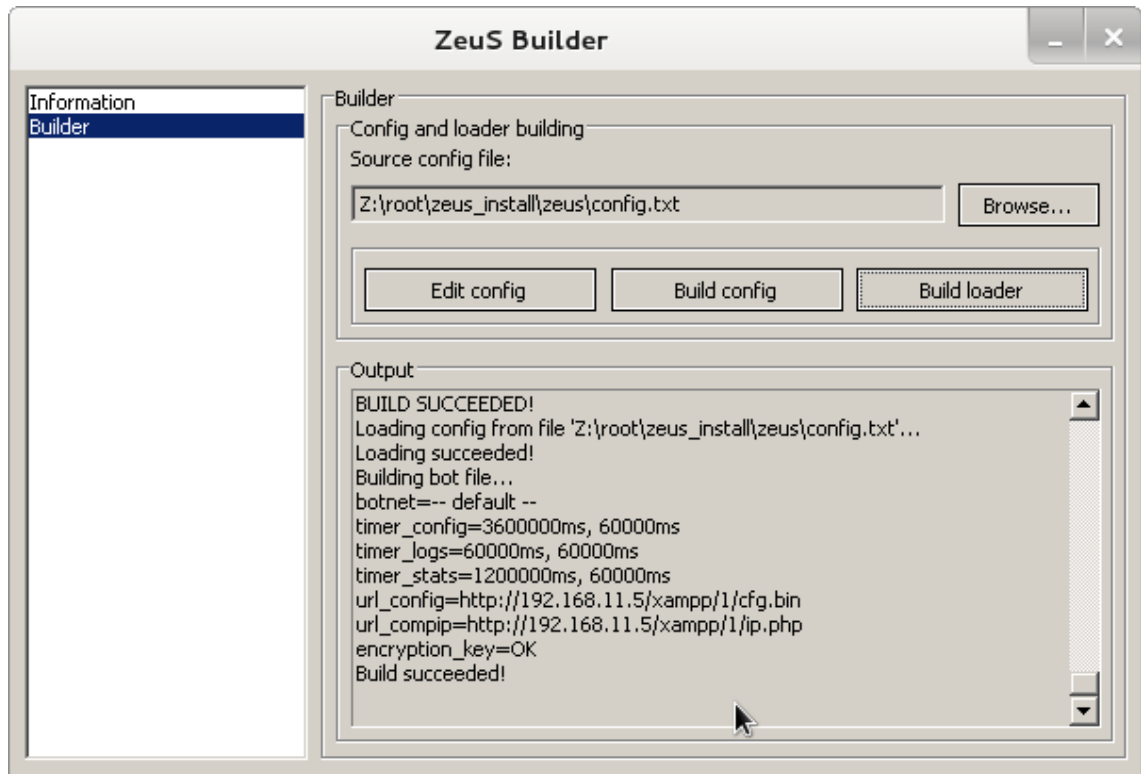 ZeuS Builder
Information
Builder
Builder
Config and loader building
Source config file:
Z:\root\zeus_install\zeus\config.txt
Browse...
Edit config
Build config
Build loader
Output
BUILD SUCCEEDED!
Loading config from file 'Z:\root\zeus_install\zeus\config.txt'...
Loading succeeded!
Building bot file...
botnet=-- default --
timer_config=3600000ms, 60000ms
timer_logs=60000ms, 60000ms
timer_stats=1200000ms, 60000ms
url_config=http://192.168.11.5/xampp/1/cfg.bin
url_compip=http://192.168.11.5/xampp/1/ip.php
encryption_key=OK
Build succeeded!